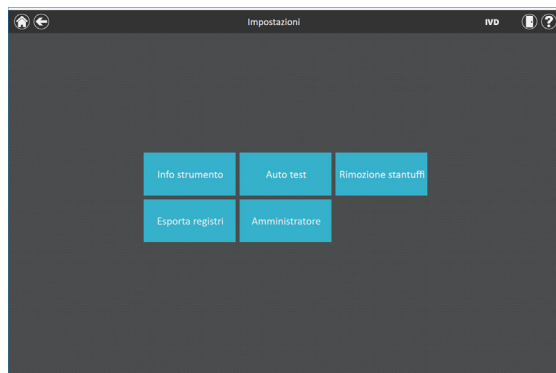 Impostazioni IVD ?
Info strumento Auto test Rimozione stantuffi
Esporta registri Amministratore